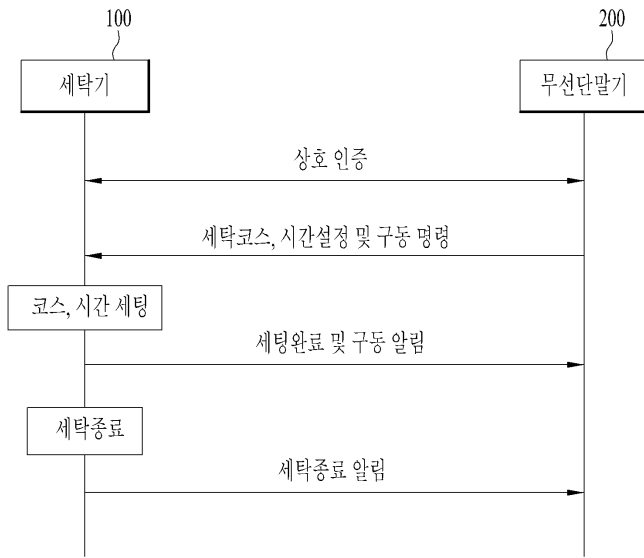 100
200
세탁기
무선단말기
상호 인증
세탁코스, 시간설정 및 구동 명령
코스, 시간 세팅
세팅완료 및 구동 알림
세탁종료
세탁종료 알림